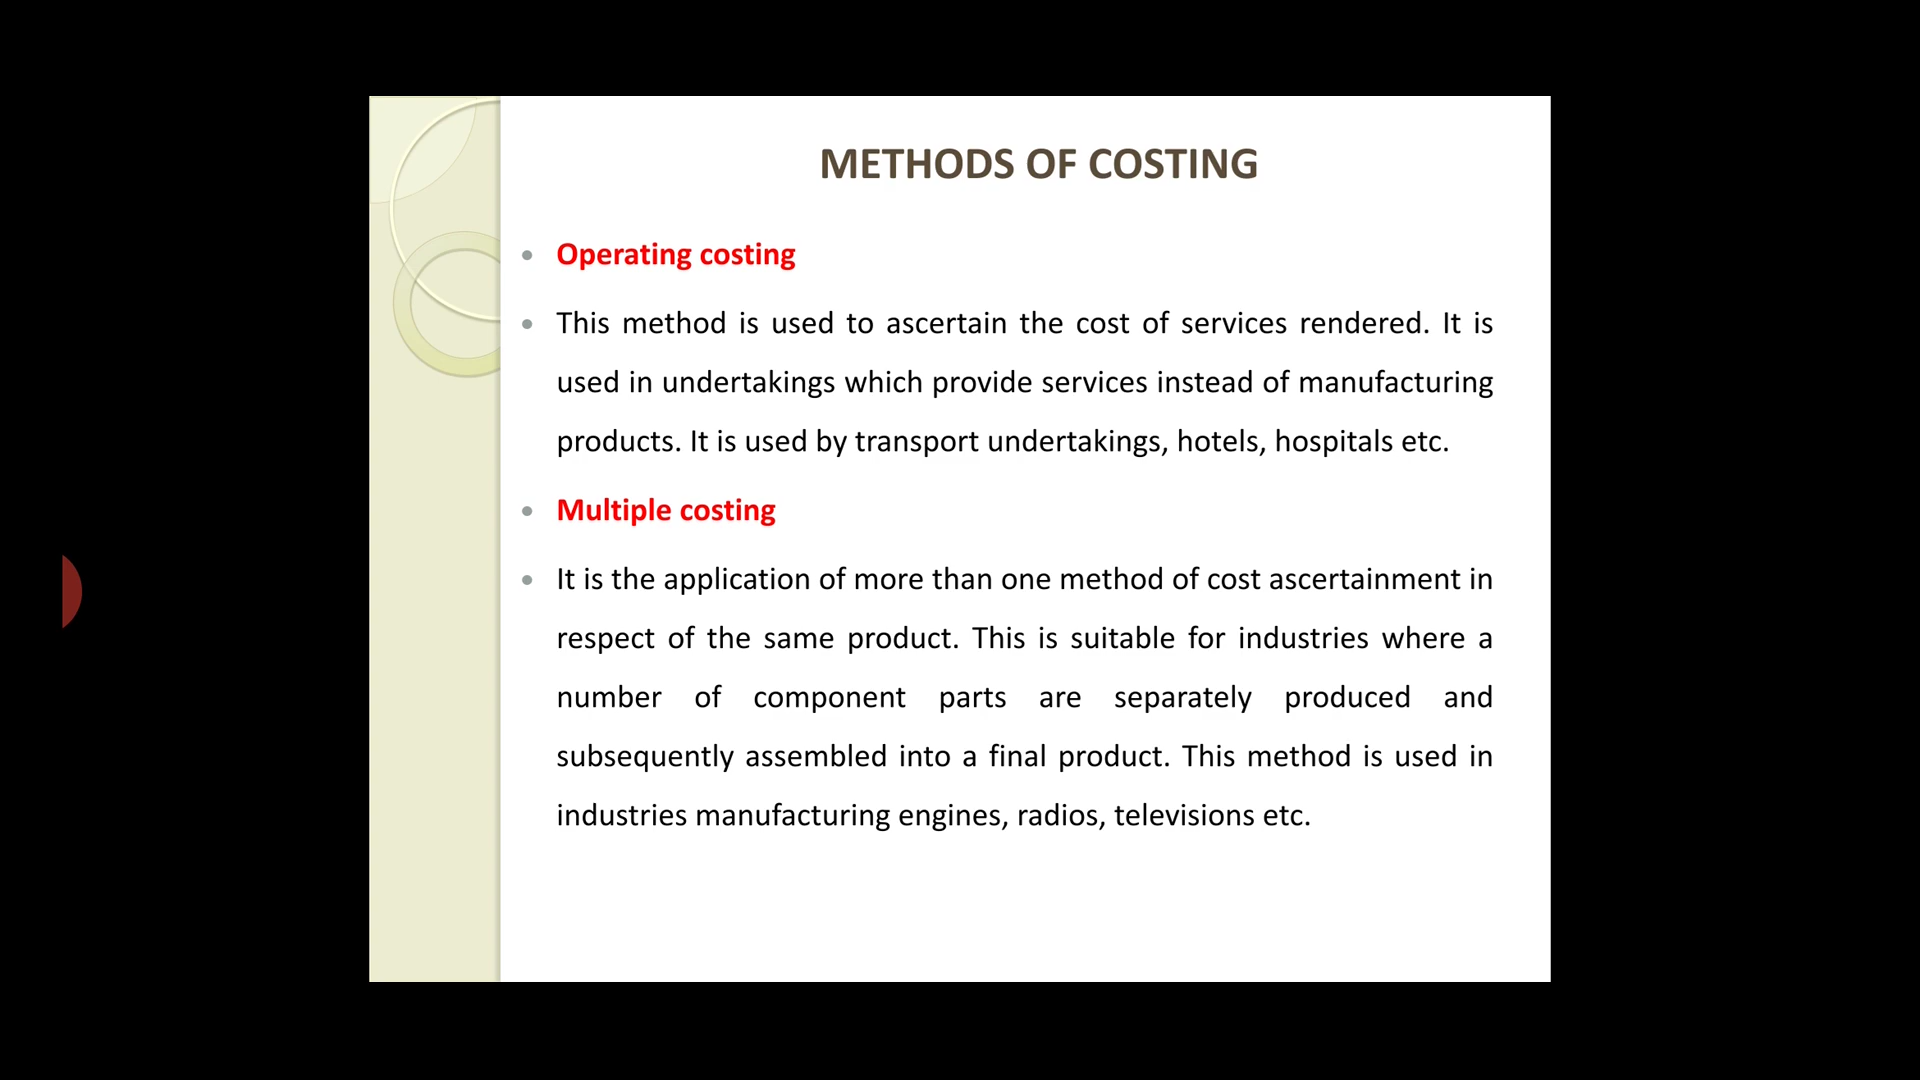 METHODS OF COSTING
Operating costing
This method is used to ascertain the cost of services rendered. It is
used in undertakings which provide services instead of manufacturing
products. It is used by transport undertakings, hotels, hospitals etc.
Multiple costing
It is the application of more than one method of cost ascertainment in
respect of the same product. This is suitable for industries where a
number of component parts are separately produced and
subsequently assembled into a final product. This method is used in
industries manufacturing engines, radios, televisions etc.